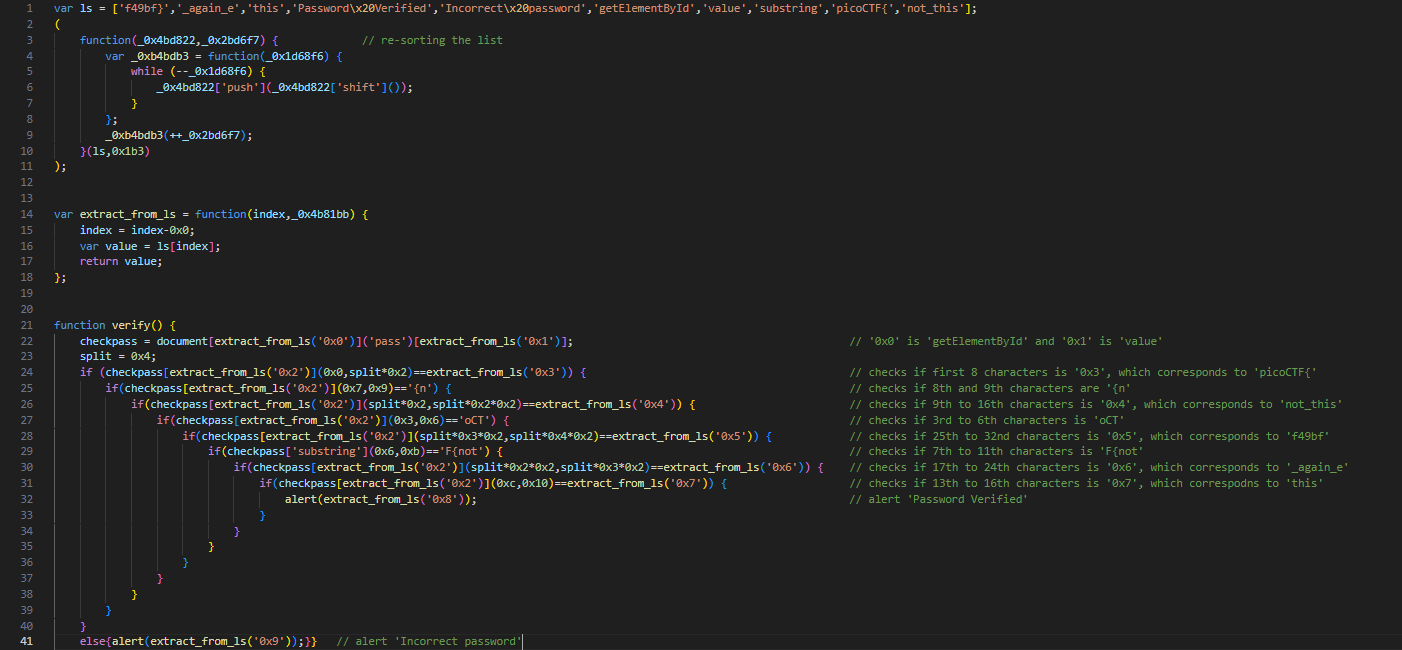 1 var ls = ['f49bf}','_again_e','this','Password\x20Verified','Incorrect\x20password','getElementById','value','substring','picoCTF{','not_this'];
2 (
3 function(_0x4bd822,_0x2bd6f7) { // re-sorting the list
4 var _0xb4bdb3 = function(_0x1d68f6) {
5 while (--_0x1d68f6) {
6 _0x4bd822['push'](_0x4bd822['shift']());
7 }
8 };
9 _0xb4bdb3(++_0x2bd6f7);
10 }(ls,0x1b3)
11 );
12
13
14 var extract_from_ls = function(index,_0x4b81bb) {
15 index = index-0x0;
16 var value = ls[index];
17 return value;
18 };
19
20
21 function verify() {
22 checkpass = document[extract_from_ls('0x0')]('pass')[extract_from_ls('0x1')]; // '0x0' is 'getElementById' and '0x1' is 'value'
23 split = 0x4;
24 if (checkpass[extract_from_ls('0x2')](0x0,split*0x2)==extract_from_ls('0x3')) { // checks if first 8 characters is '0x3', which corresponds to 'picoCTF{'
25 if(checkpass[extract_from_ls('0x2')](0x7,0x9)=='{n') { // checks if 8th and 9th characters are '{n'
26 if(checkpass[extract_from_ls('0x2')](split*0x2,split*0x2*0x2)==extract_from_ls('0x4')) { // checks if 9th to 16th characters is '0x4', which corresponds to 'not_this'
27 if(checkpass[extract_from_ls('0x2')](0x3,0x6)=='oCT') { // checks if 3rd to 6th characters is 'oCT
28 if(checkpass[extract_from_ls('0x2')](split*0x3*0x2,split*0x4*0x2)==extract_from_ls('0x5')) { // checks if 25th to 32nd characters is '0x5', which corresponds to 'f49bf'
29 if(checkpass['substring'](0x6,0xb)=='F{not') { // checks if 7th to 11th characters is 'F{not'
30 if(checkpass[extract_from_ls('0x2')](split*0x2*0x2,split*0x3*0x2)==extract_from_ls('0x6')) { // checks if 17th to 24th characters is '0x6', which corresponds to '_again_e'
31 if(checkpass[extract_from_ls('0x2')](0xc,0x10)==extract_from_ls('0x7')) { // checks if 13th to 16th characters is '0x7', which correspodns to 'this'
32 alert(extract_from_ls('0x8')); // alert 'Password Verified'
33 }
34 }
35 }
36 }
37 }
38 }
39 }
40 }
41 else{alert(extract_from_ls('0x9'));}} // alert 'Incorrect password'